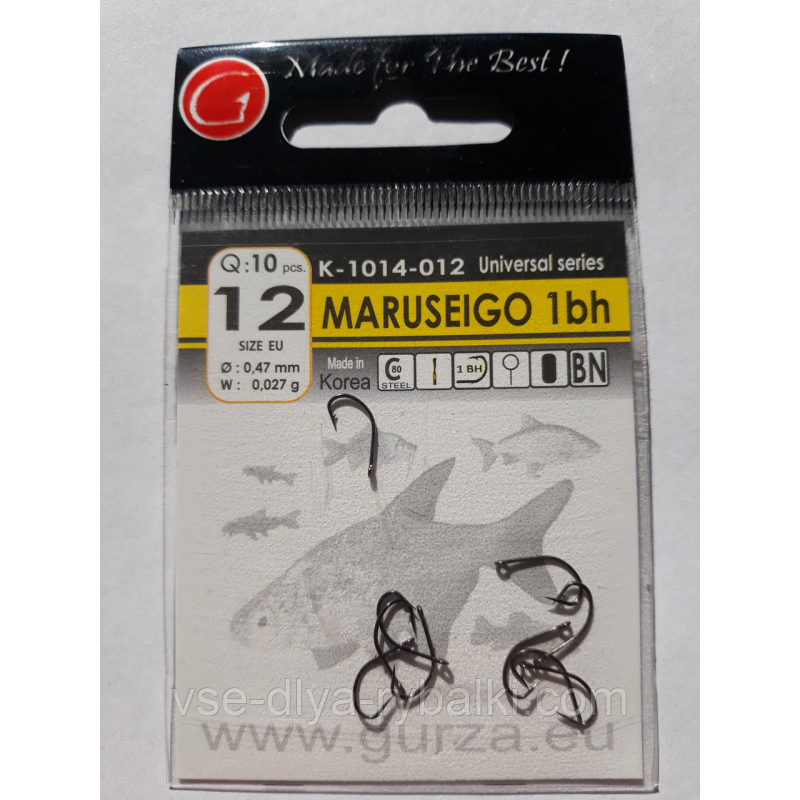 G
Made for The Best!
Q:10 pcs.
K-1014-012 Universal series
12
MARUSEIGO 1bh
SIZE EU
Ø : 0,47 mm
W : 0,027 g
Made in
Korea
C 80
STEEL
1 BH
BN
vse-dlya-rybalki.com
www.gurza.eu